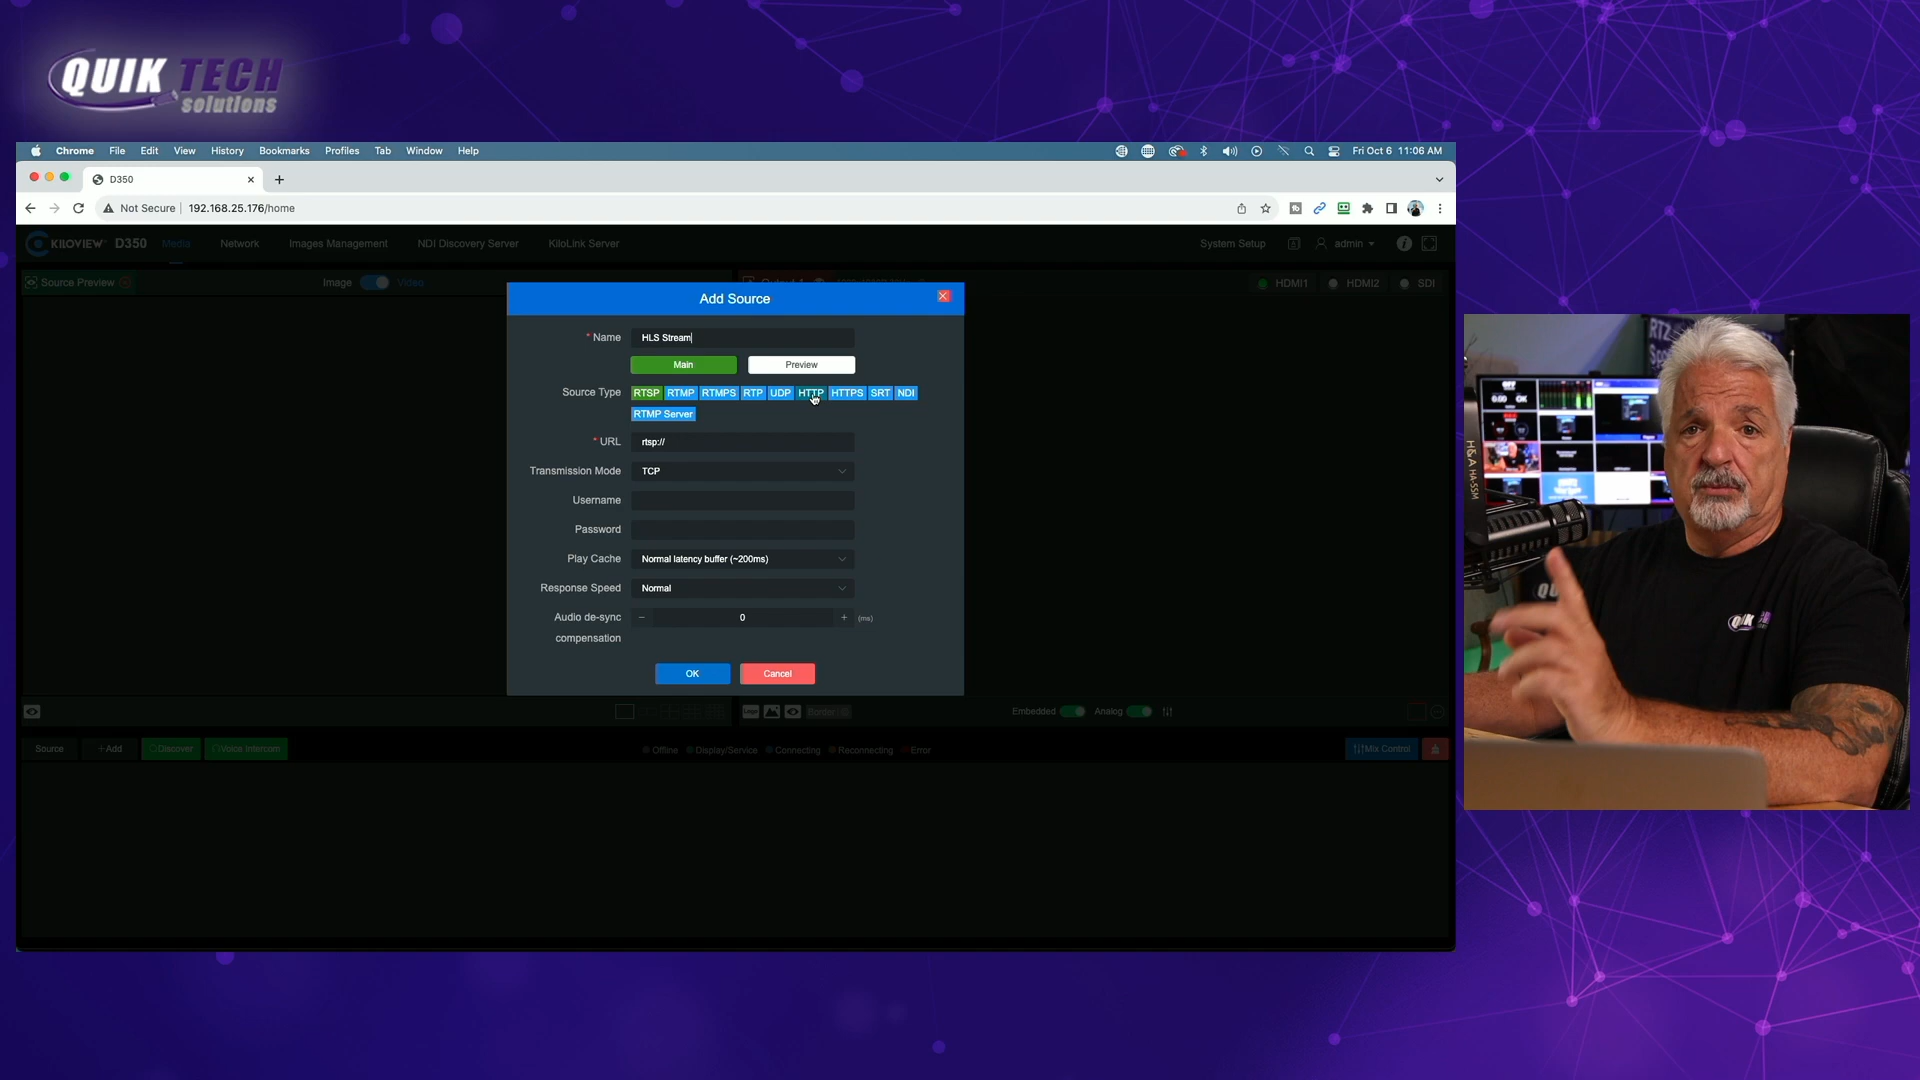 QUIK TECH
solutions
Chrome File Edit View History Bookmarks Profiles Tab Window Help
Fri Oct 6 11:06 AM
D350
Not Secure 192.168.25.176/home
KILOVIEW D350 Media Network Images Management NDI Discovery Server KiloLink Server System Setup admin
Source Preview Image Video
HDMI1 HDMI2 SDI
Add Source
* Name HLS Stream
Main Preview
Source Type RTSP RTMP RTMPS RTP UDP HTTP HTTPS SRT NDI
RTMP Server
* URL rtsp://
Transmission Mode TCP
Username
Password
Play Cache Normal latency buffer (~200ms)
Response Speed Normal
Audio de-sync compensation − 0 + (ms)
OK Cancel
Embedded Analog
Source +Add Discover Voice Intercom
Offline Display/Service Connecting Reconnecting Error
Mix Control
H&A HA-55M
QUIK